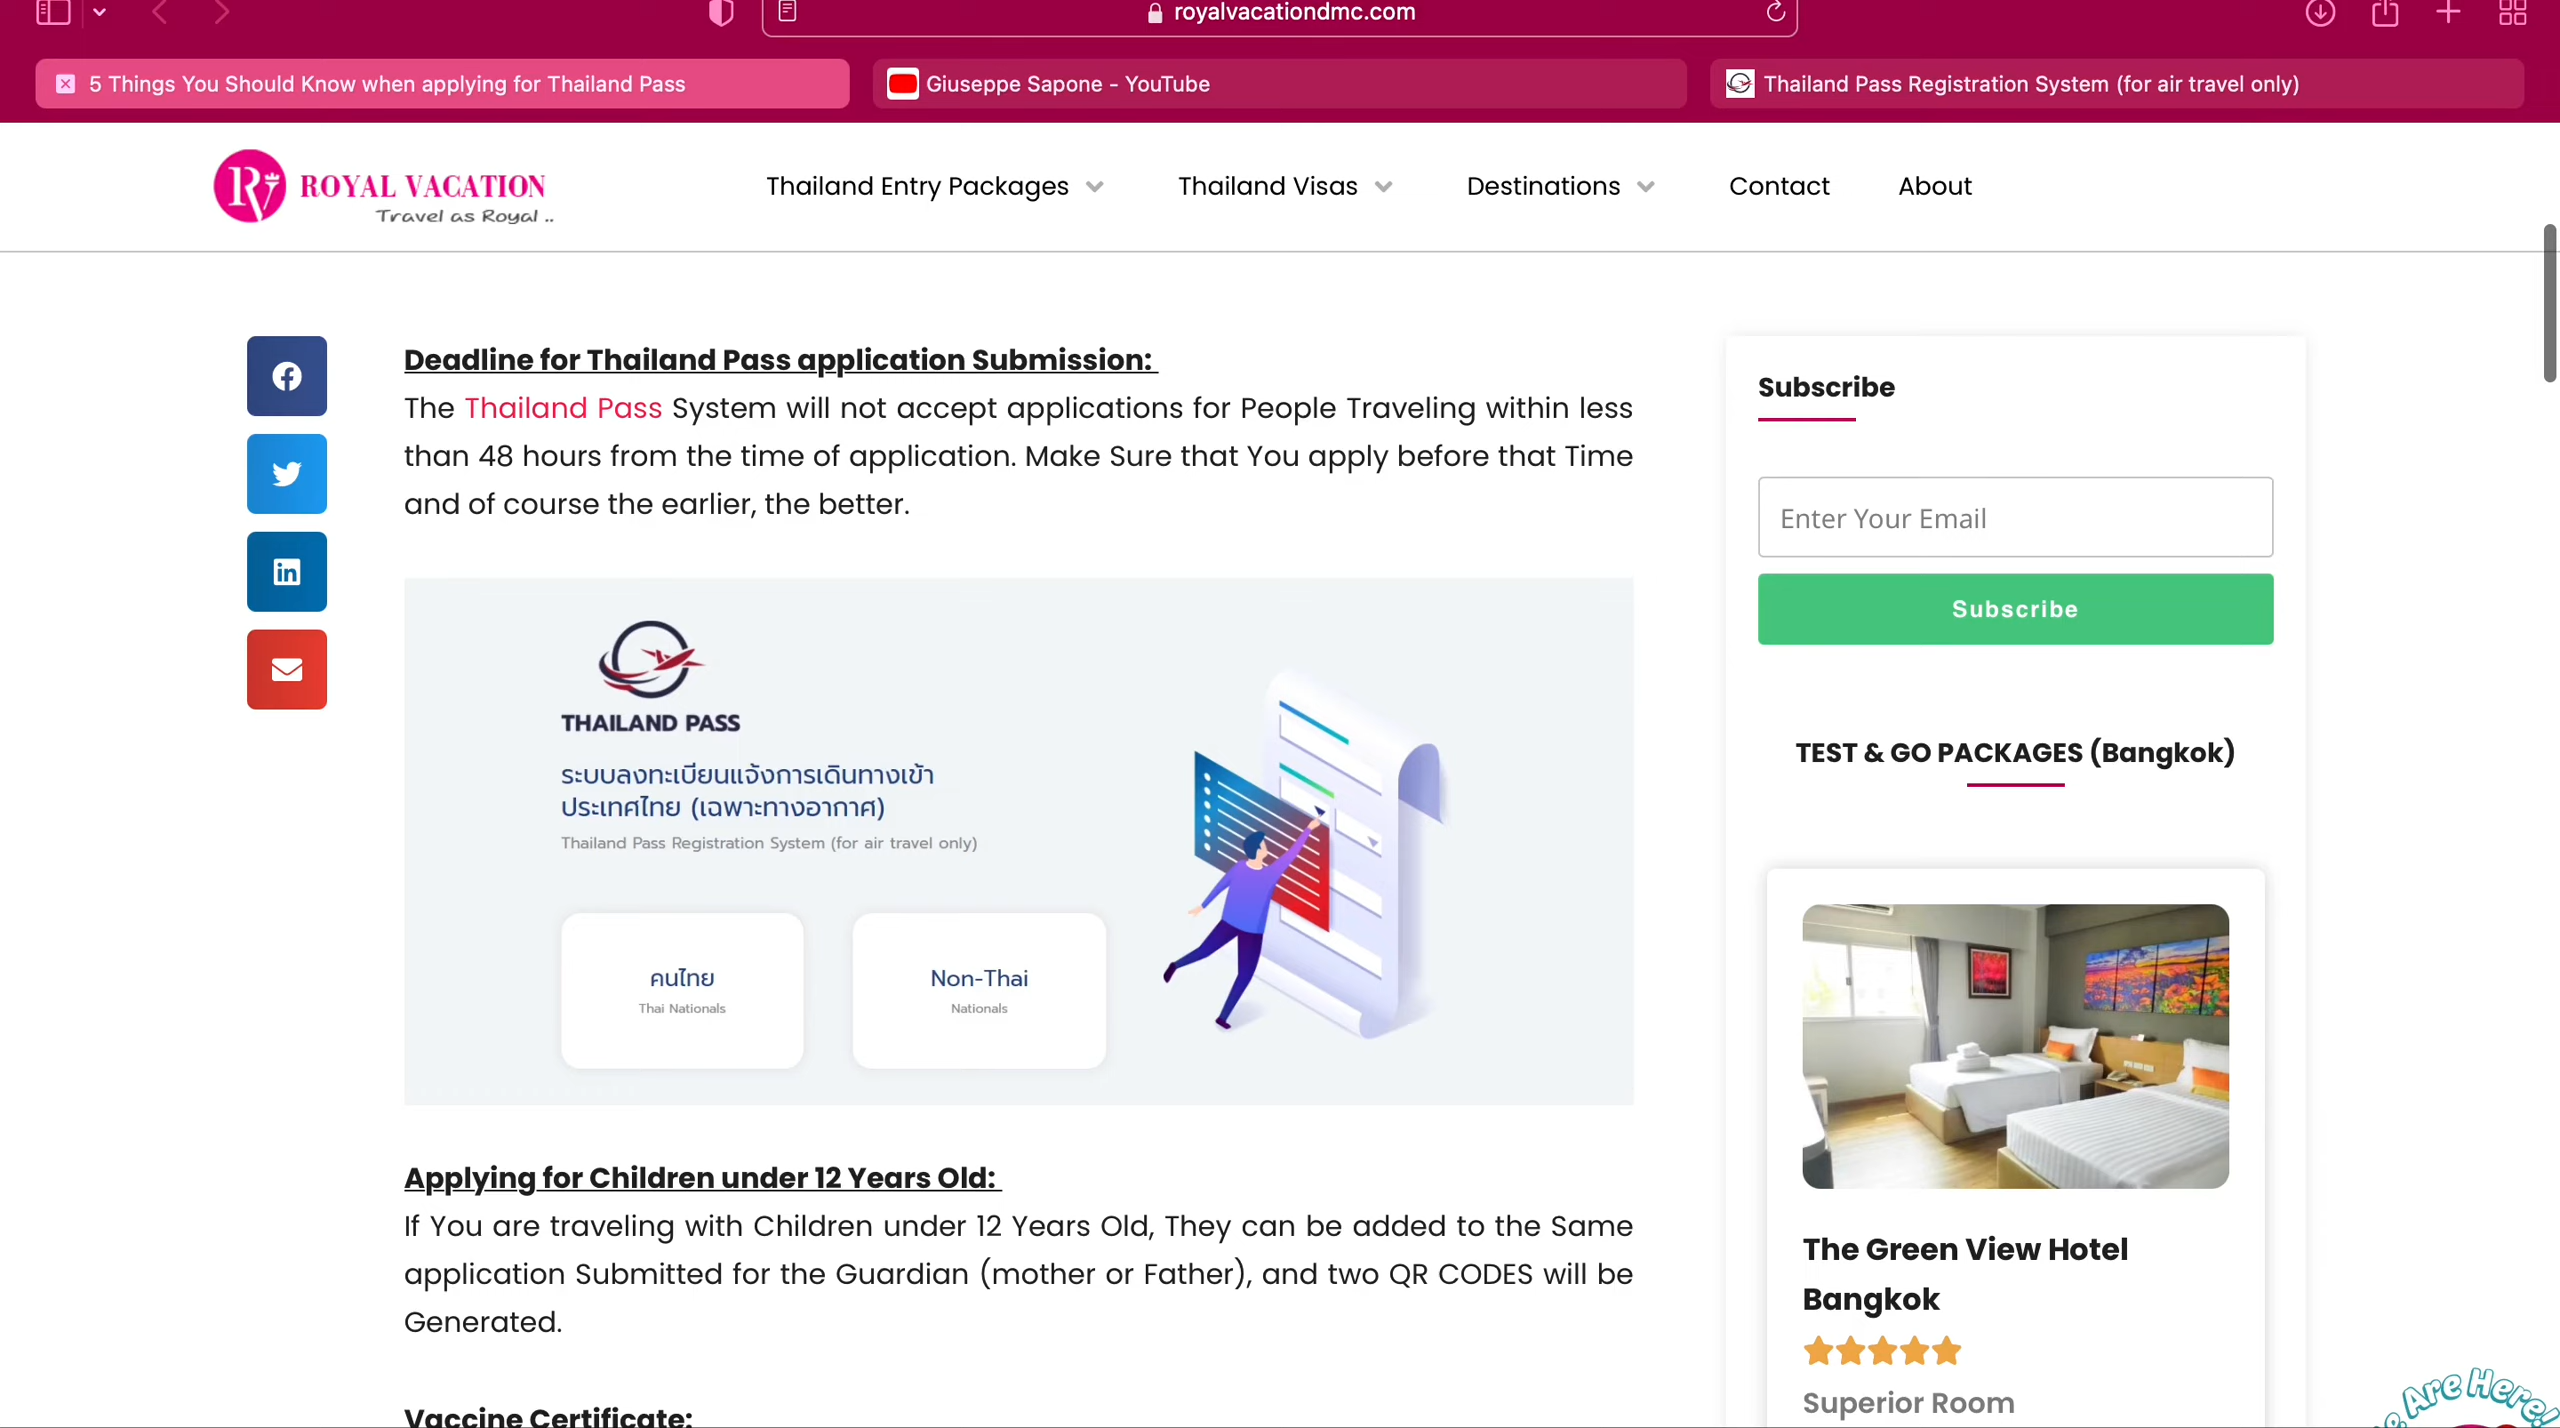 royalvacationdmc.com
5 Things You Should Know when applying for Thailand Pass
Giuseppe Sapone - YouTube
Thailand Pass Registration System (for air travel only)
RV ROYAL VACATION
Travel as Royal ..
Thailand Entry Packages
Thailand Visas
Destinations
Contact
About
Deadline for Thailand Pass application Submission:
The Thailand Pass System will not accept applications for People Traveling within less
than 48 hours from the time of application. Make Sure that You apply before that Time
and of course the earlier, the better.
THAILAND PASS
ระบบลงทะเบียนแจ้งการเดินทางเข้า
ประเทศไทย (เฉพาะทางอากาศ)
Thailand Pass Registration System (for air travel only)
คนไทย
Thai Nationals
Non-Thai
Nationals
Applying for Children under 12 Years Old:
If You are traveling with Children under 12 Years Old, They can be added to the Same
application Submitted for the Guardian (mother or Father), and two QR CODES will be
Generated.
Vaccine Certificate:
Subscribe
Enter Your Email
Subscribe
TEST & GO PACKAGES (Bangkok)
The Green View Hotel
Bangkok
Superior Room
Are Here!